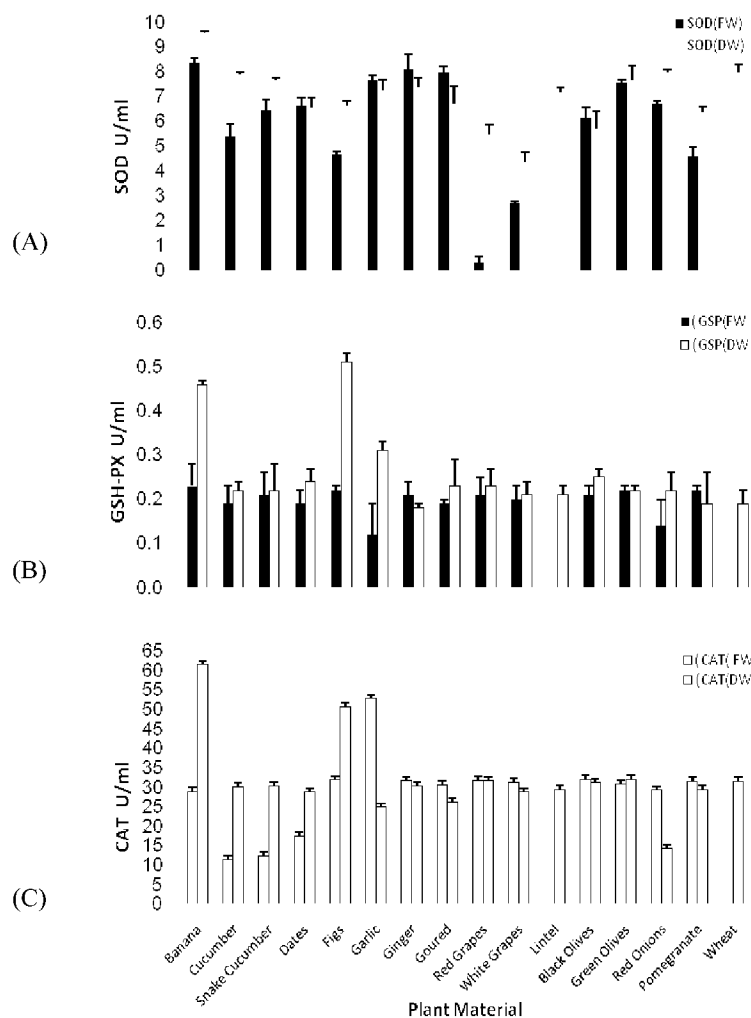 (A)
SOD U/ml
10
9
8
7
6
5
4
3
2
1
0
SOD(FW)
SOD(DW)
(B)
GSH-PX U/ml
0.6
0.5
0.4
0.3
0.2
0.1
0.0
(GSP(FW
(GSP(DW
(C)
CAT U/ml
65
60
55
50
45
40
35
30
25
20
15
10
5
0
(CAT( FW
(CAT(DW
Banana
Cucumber
Snake Cucumber
Dates
Figs
Garlic
Ginger
Goured
Red Grapes
White Grapes
Lintel
Black Olives
Green Olives
Red Onions
Pomegranate
Wheat
Plant Material